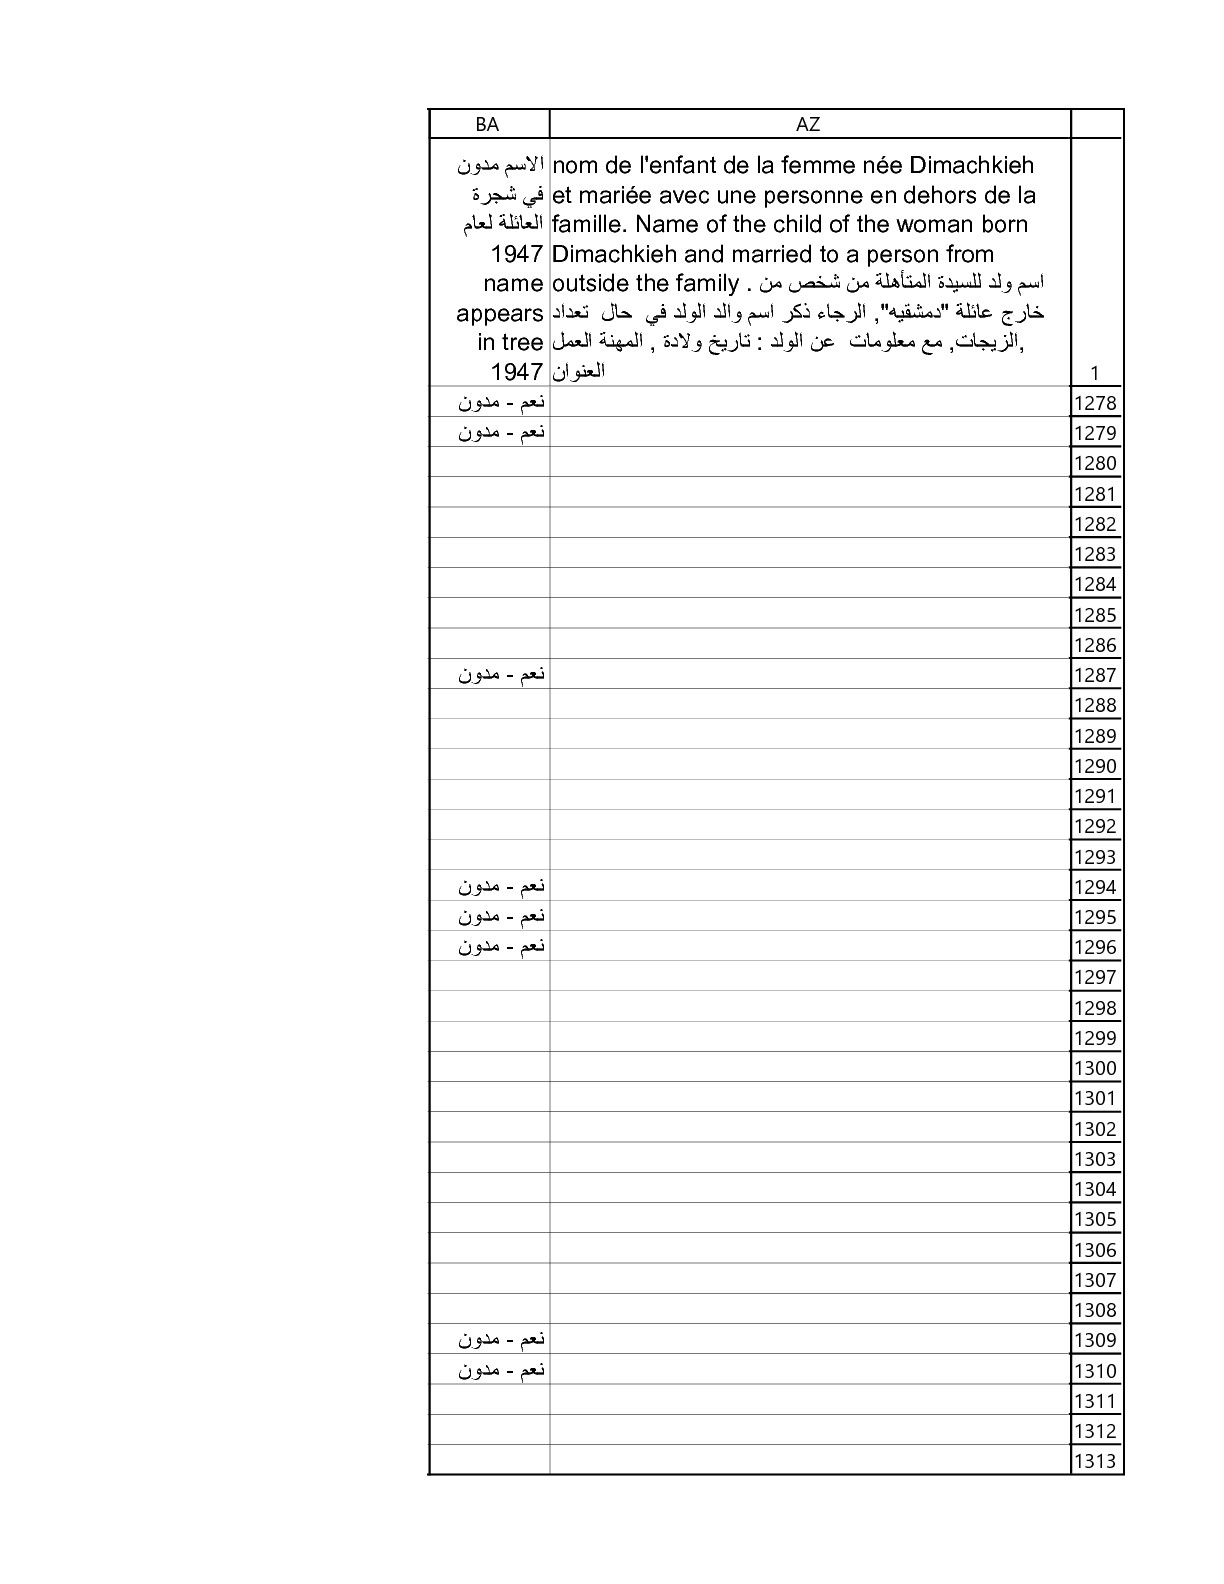 BA AZ
الاسم مدون
في شجرة
العائلة لعام
1947
name
appears
in tree
1947
nom de l'enfant de la femme née Dimachkieh
et mariée avec une personne en dehors de la
famille. Name of the child of the woman born
Dimachkieh and married to a person from
outside the family . اسم ولد للسيدة المتأهلة من شخص من
خارج عائلة "دمشقيه", الرجاء ذكر اسم والد الولد في حال تعداد
الزيجات, مع معلومات عن الولد : تاريخ ولادة , المهنة العمل,
العنوان
1
نعم - مدون 1278
نعم - مدون 1279
1280
1281
1282
1283
1284
1285
1286
نعم - مدون 1287
1288
1289
1290
1291
1292
1293
نعم - مدون 1294
نعم - مدون 1295
نعم - مدون 1296
1297
1298
1299
1300
1301
1302
1303
1304
1305
1306
1307
1308
نعم - مدون 1309
نعم - مدون 1310
1311
1312
1313